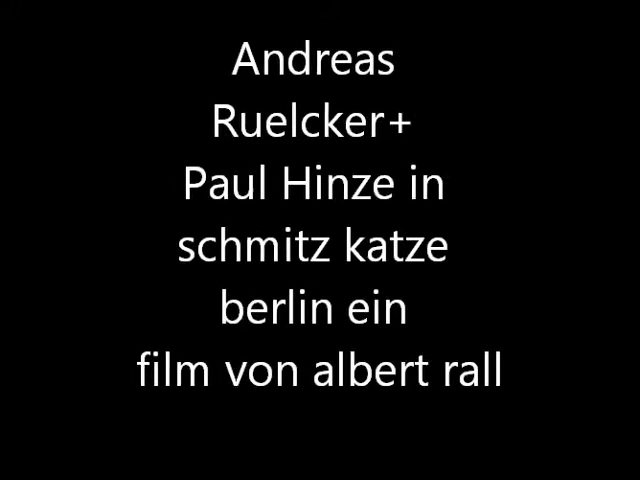 Andreas
Ruelcker+
Paul Hinze in
schmitz katze
berlin ein
film von albert rall